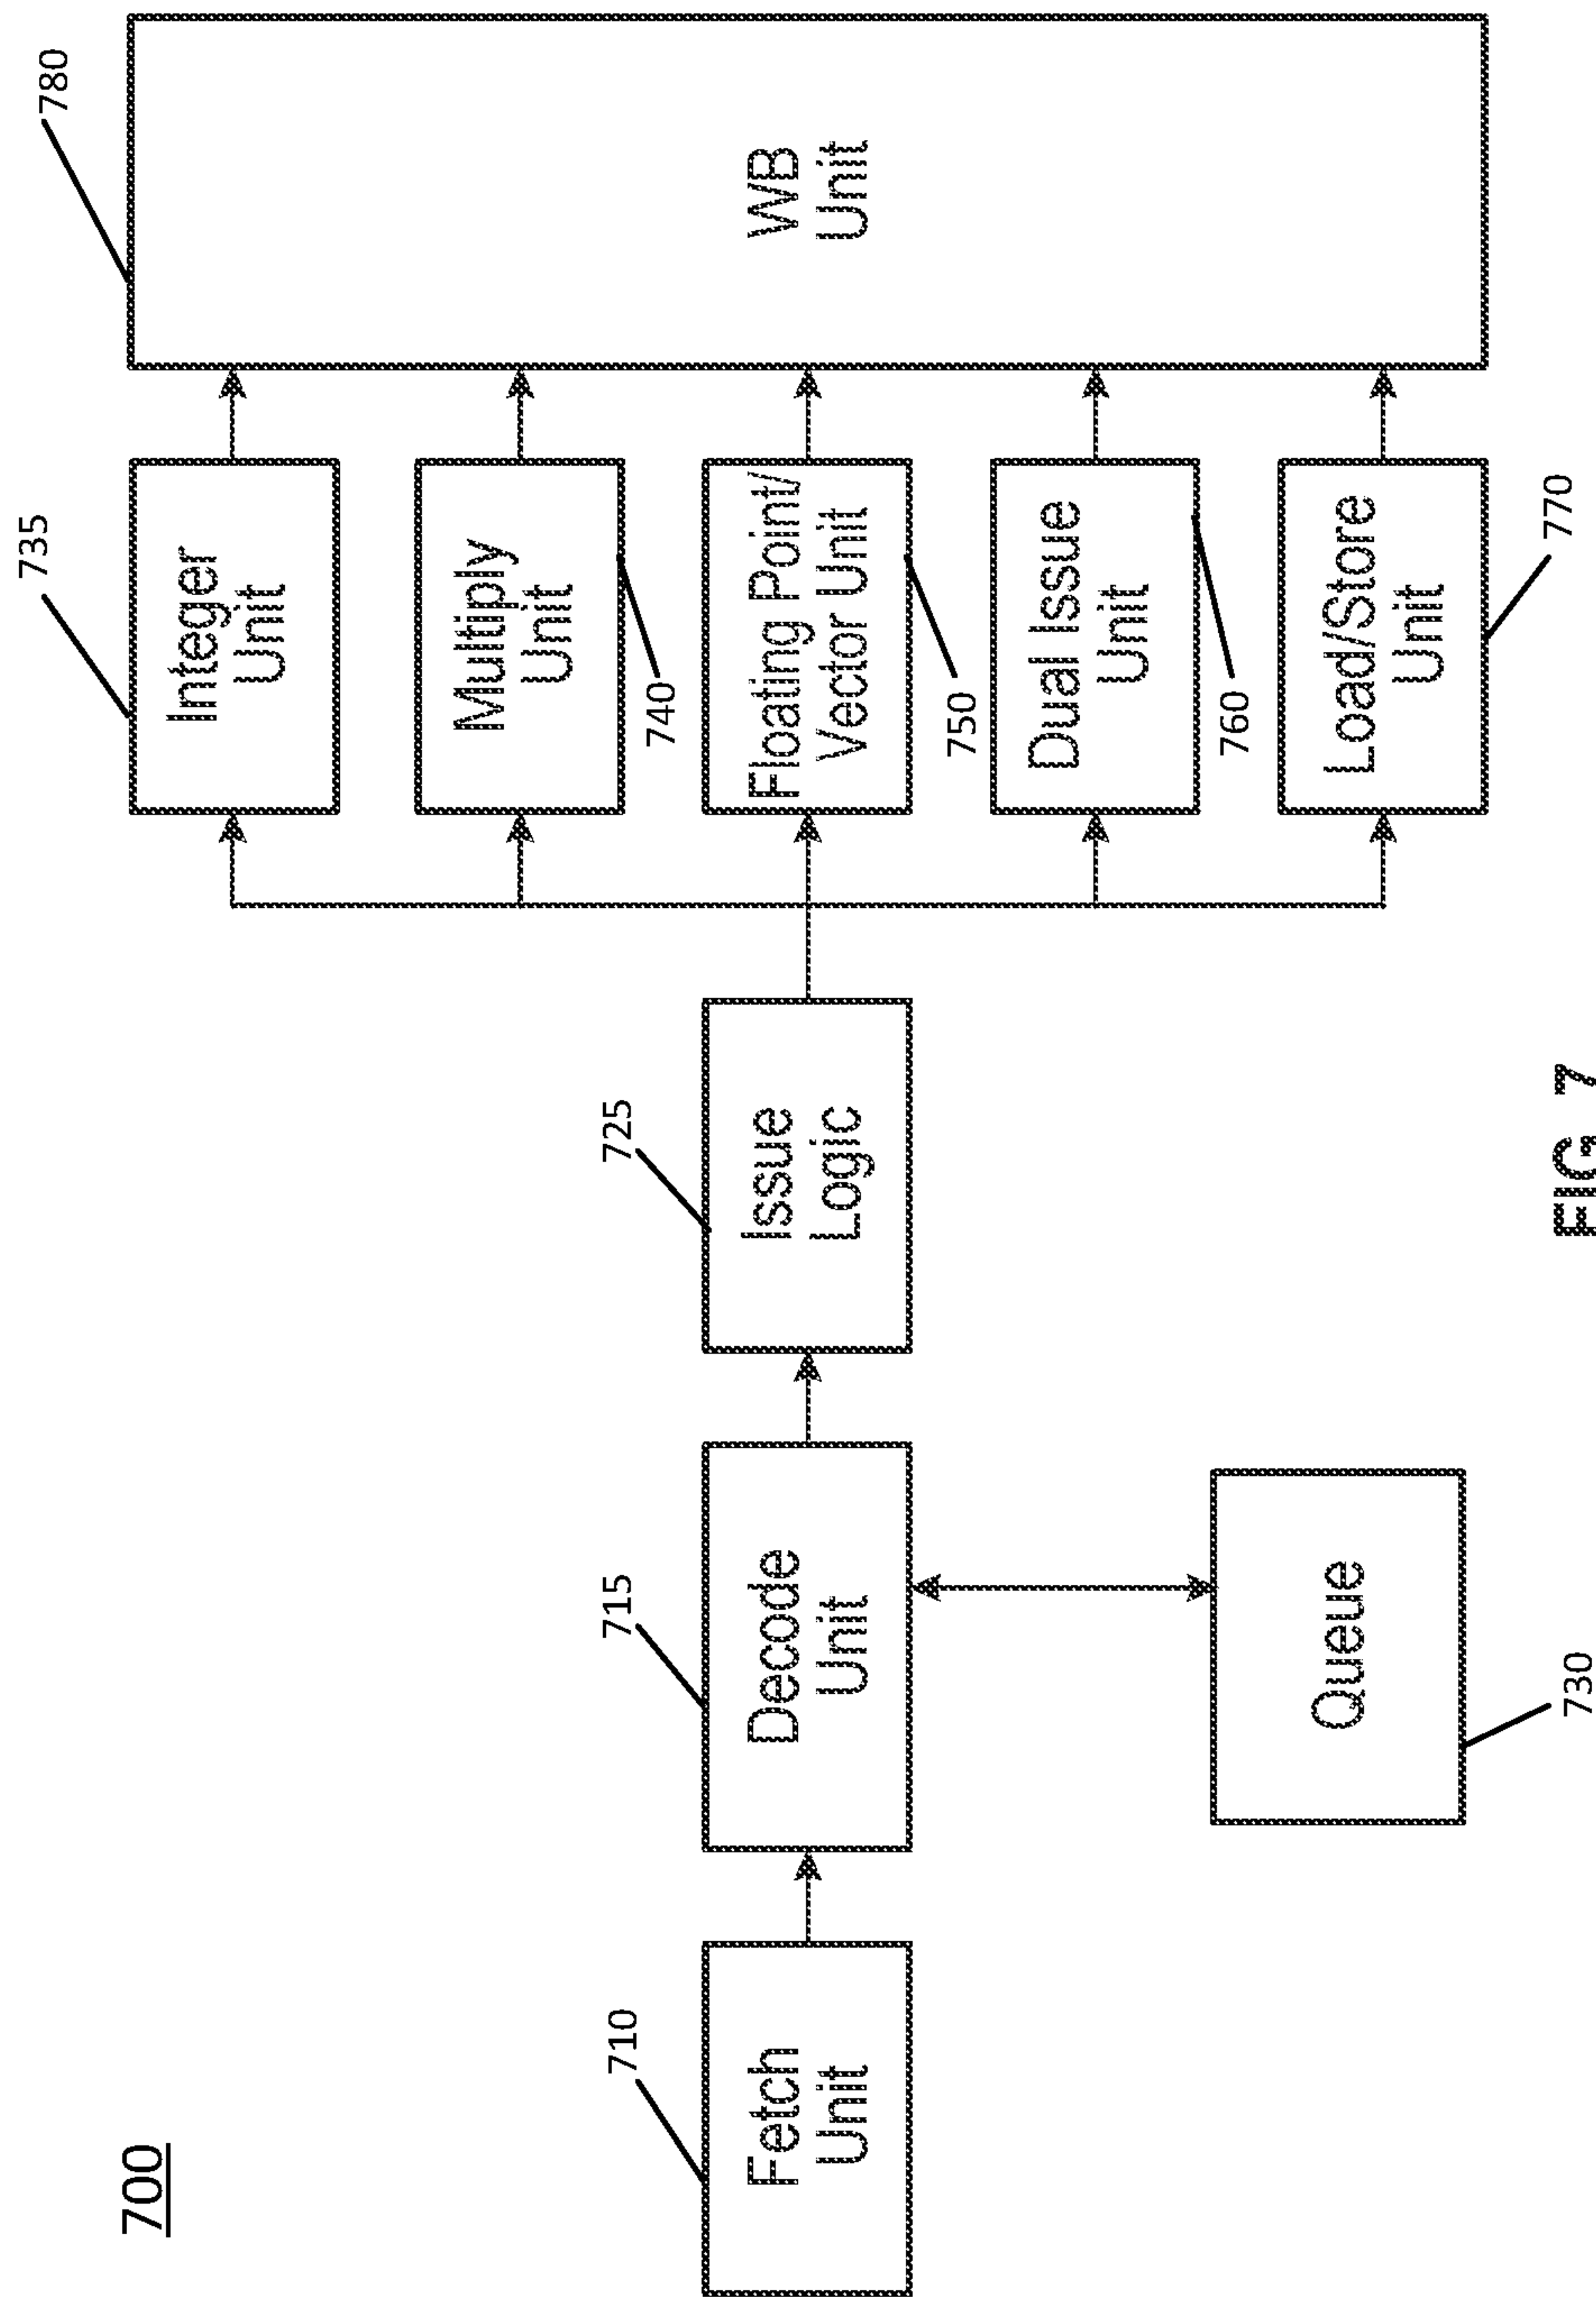 700
710
Fetch
Unit
715
Decode
Unit
730
Queue
725
Issue
Logic
735
Integer
Unit
740
Multiply
Unit
750
Floating Point/
Vector Unit
760
Dual Issue
Unit
770
Load/Store
Unit
780
WB
Unit
FIG. 7